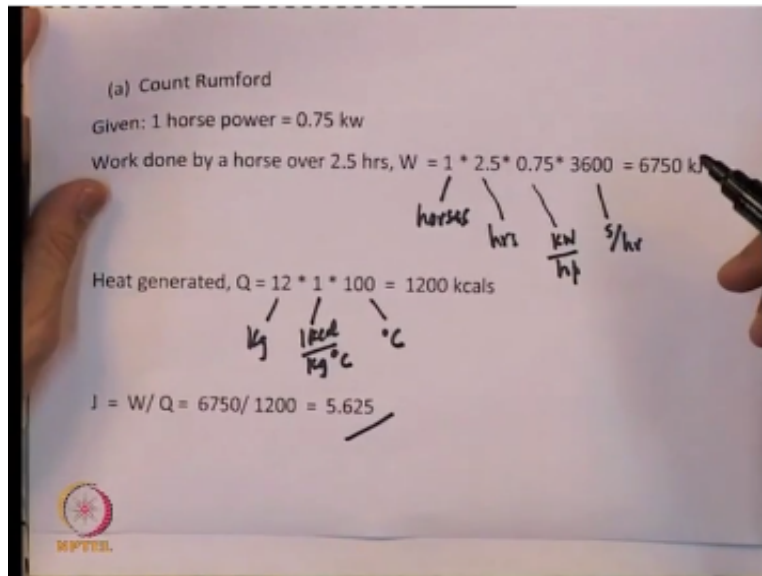 (a) Count Rumford
Given: 1 horse power = 0.75 kw
Work done by a horse over 2.5 hrs, W = 1 * 2.5* 0.75* 3600 = 6750 kJ
horses hrs kW/hp s/hr
Heat generated, Q = 12 * 1 * 100 = 1200 kcals
kg 1kcal/kg°C °C
J = W/ Q = 6750/ 1200 = 5.625
NPTEL